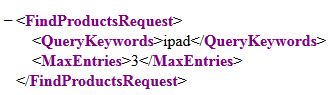 − <FindProductsRequest>
<QueryKeywords>ipad</QueryKeywords>
<MaxEntries>3</MaxEntries>
</FindProductsRequest>